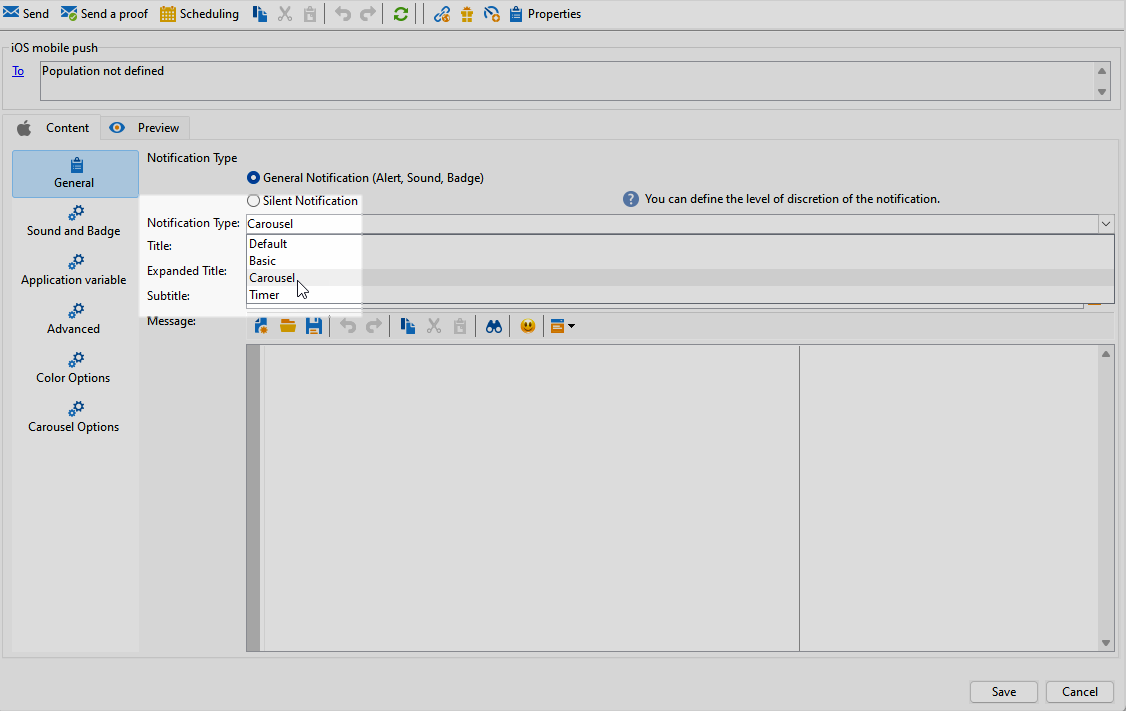 Send Send a proof Scheduling Properties
iOS mobile push
To Population not defined
Content Preview
General
Sound and Badge
Application variable
Advanced
Color Options
Carousel Options
Notification Type
General Notification (Alert, Sound, Badge)
Silent Notification
? You can define the level of discretion of the notification.
Notification Type: Carousel
Title:
Expanded Title:
Subtitle:
Default
Basic
Carousel
Timer
Message:
Save Cancel